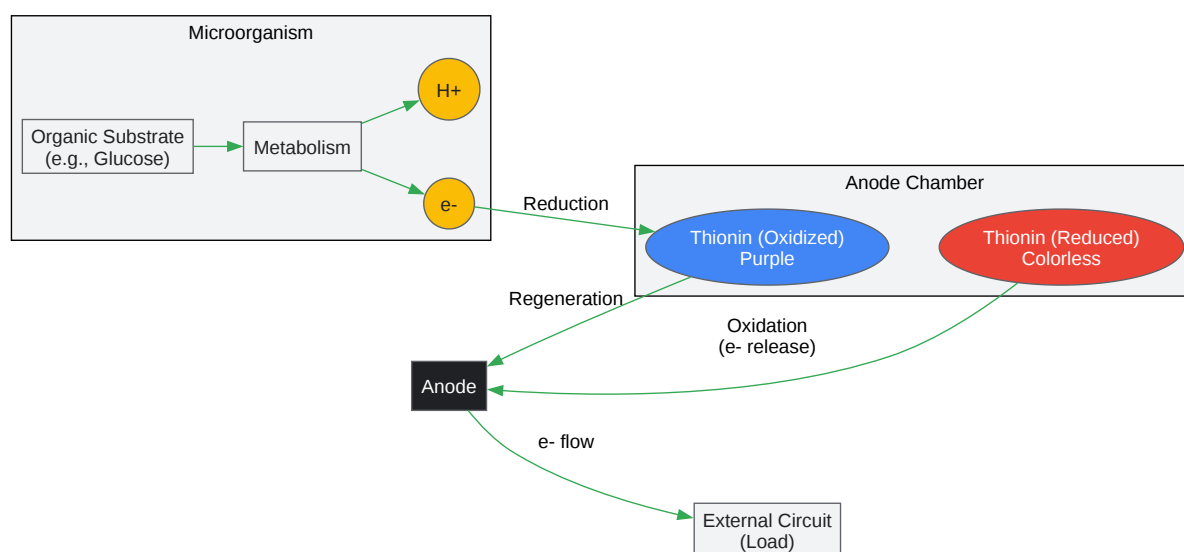 Microorganism
H+
Organic Substrate
(e.g., Glucose)
Metabolism
e-
Reduction
Anode Chamber
Thionin (Oxidized)
Purple
Thionin (Reduced)
Colorless
Regeneration
Oxidation
(e- release)
Anode
e- flow
External Circuit
(Load)